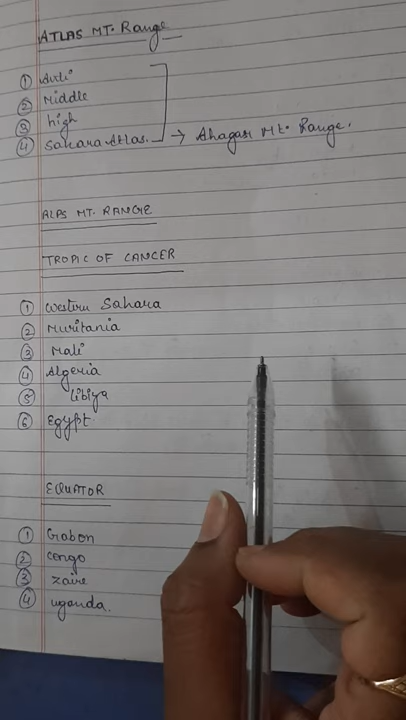 ATLAS MT. Range
① Anti
② Middle
③ high
④ Sahara Atlas. → Ahagari Mt. Range.
ALPS MT. RANGE
TROPIC OF CANCER
① Western Sahara
② Muritania
③ Mali
④ Algeria
⑤ libiya
⑥ Egypt
EQUATOR
① Gabon
② congo
③ zaire
④ uganda.